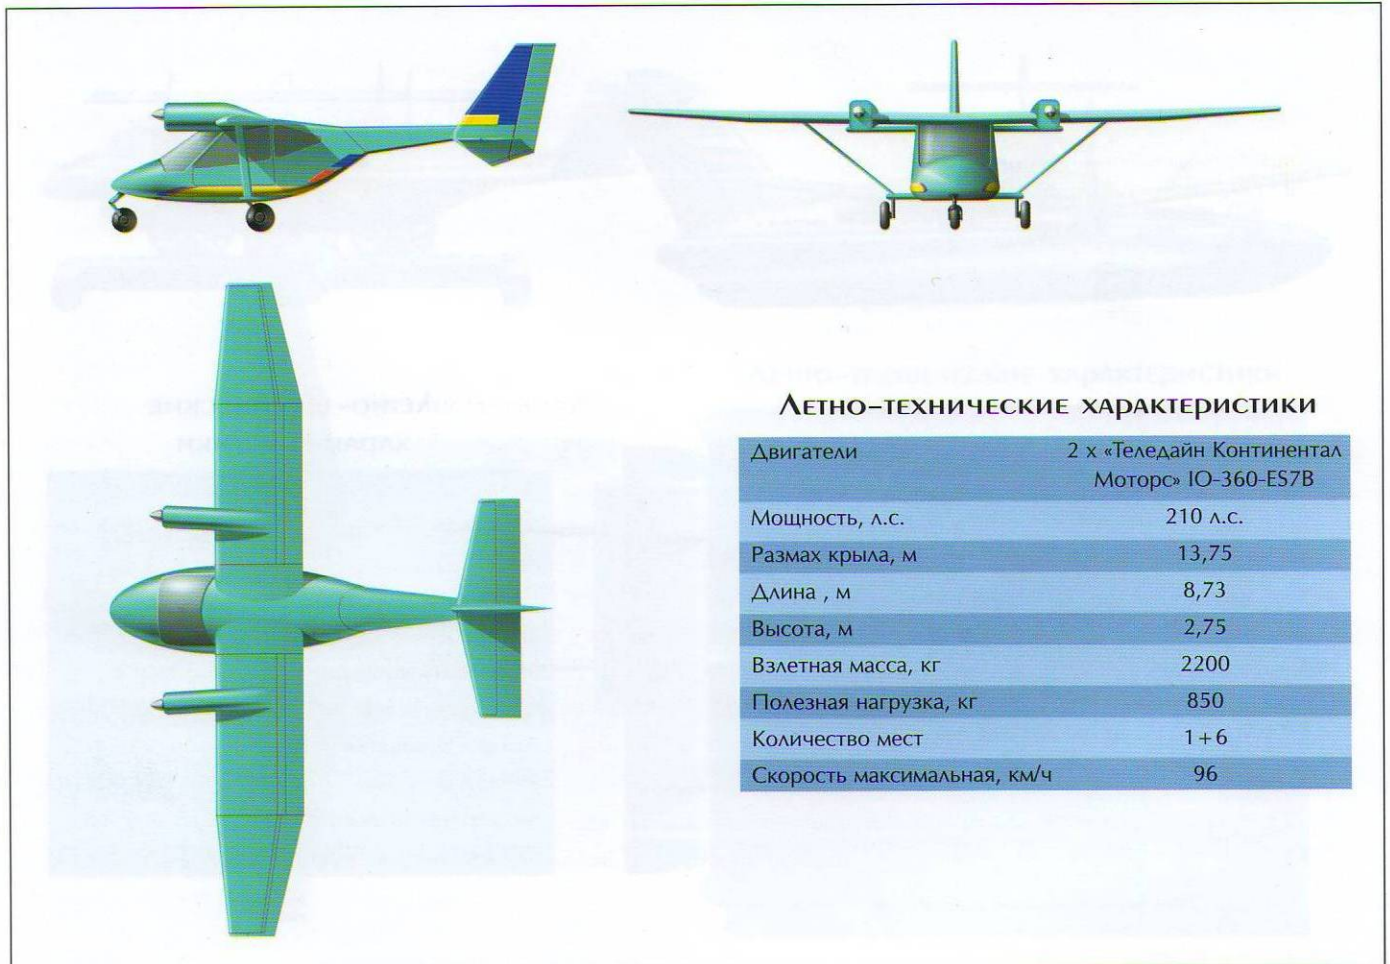 Летно-технические характеристики
Двигатели 2 х «Теледайн Континентал
Моторс» IO-360-ES7B
Мощность, л.с. 210 л.с.
Размах крыла, м 13,75
Длина , м 8,73
Высота, м 2,75
Взлетная масса, кг 2200
Полезная нагрузка, кг 850
Количество мест 1+6
Скорость максимальная, км/ч 96